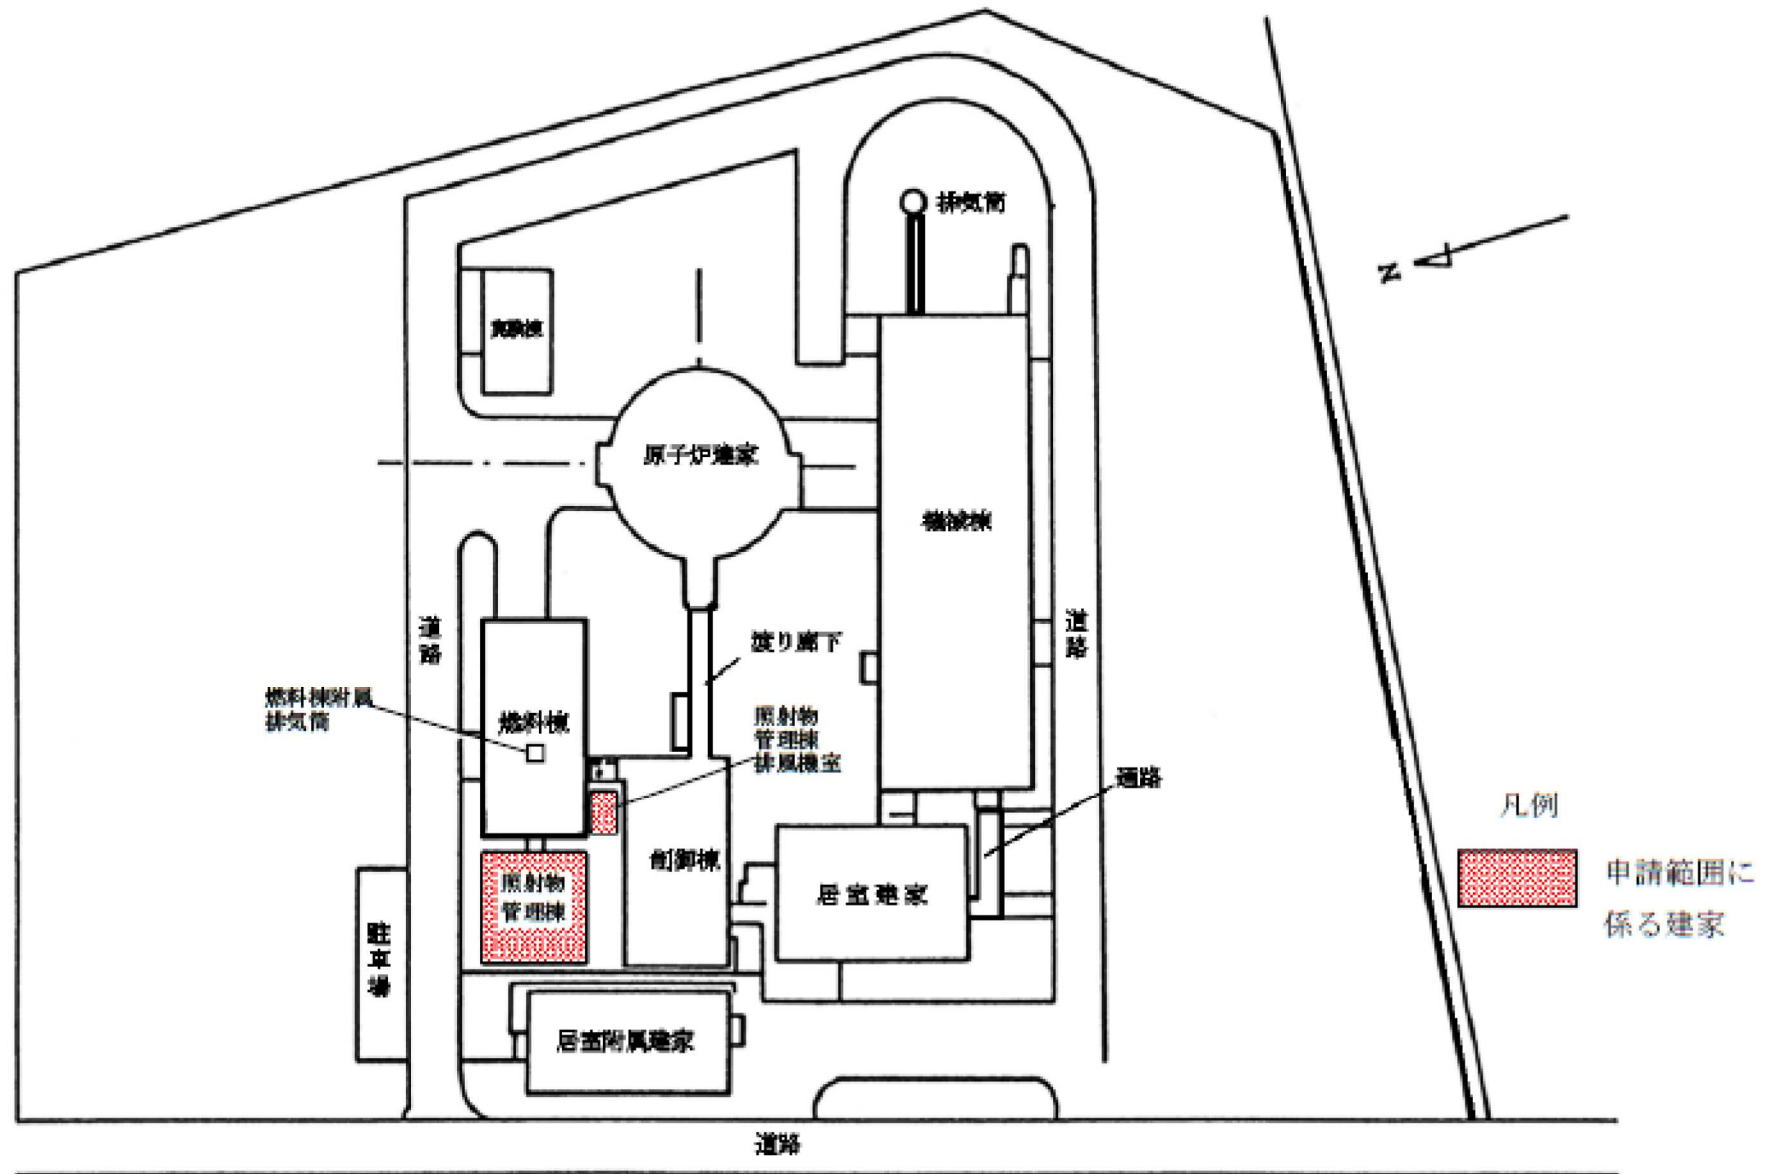 排気筒
N
実験棟
原子炉建家
機械棟
道路
道路
渡り廊下
燃料棟附属
排気筒
燃料棟
照射物
管理棟
排風機室
通路
凡例
制御棟
申請範囲に
係る建家
照射物
管理棟
居室建家
駐車場
居室附属建家
道路